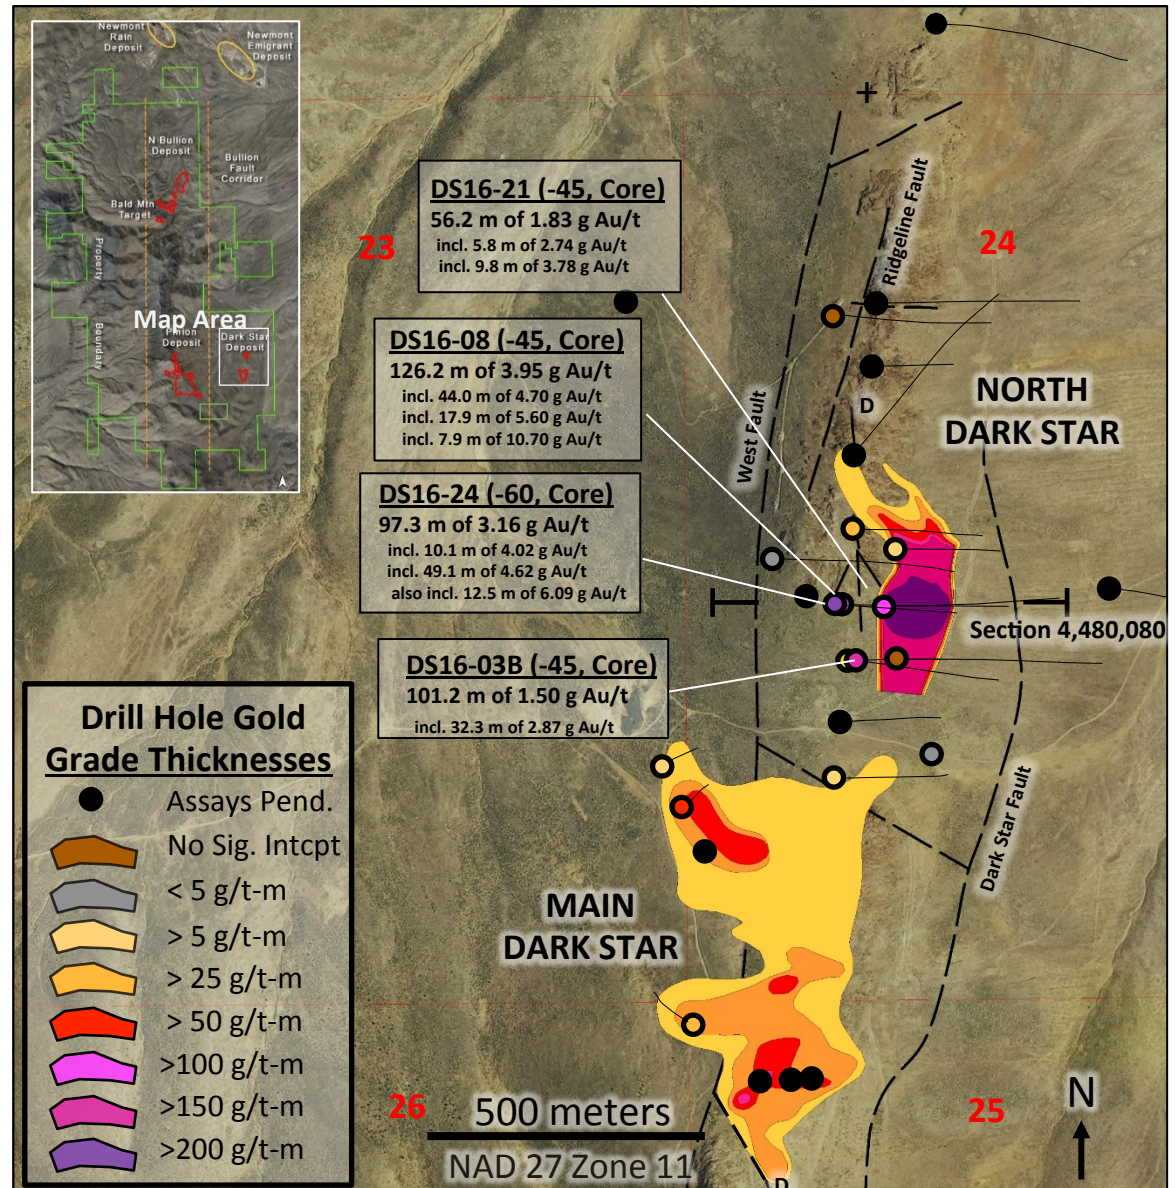 Newmont
Rain
Deposit
Newmont
Emigrant
Deposit
N Bullion
Deposit
Bullion
Fault
Corridor
Bald Mtn
Target
Property
Boundary
Map Area
Pinion
Deposit
Dark Star
Deposit
DS16-21 (-45, Core)
56.2 m of 1.83 g Au/t
incl. 5.8 m of 2.74 g Au/t
incl. 9.8 m of 3.78 g Au/t
23
24
Ridgeline Fault
DS16-08 (-45, Core)
126.2 m of 3.95 g Au/t
incl. 44.0 m of 4.70 g Au/t
incl. 17.9 m of 5.60 g Au/t
incl. 7.9 m of 10.70 g Au/t
West Fault
D
NORTH
DARK STAR
DS16-24 (-60, Core)
97.3 m of 3.16 g Au/t
incl. 10.1 m of 4.02 g Au/t
incl. 49.1 m of 4.62 g Au/t
also incl. 12.5 m of 6.09 g Au/t
Section 4,480,080
DS16-03B (-45, Core)
101.2 m of 1.50 g Au/t
incl. 32.3 m of 2.87 g Au/t
Dark Star Fault
Drill Hole Gold
Grade Thicknesses
Assays Pend.
No Sig. Intcpt
< 5 g/t-m
> 5 g/t-m
> 25 g/t-m
> 50 g/t-m
>100 g/t-m
>150 g/t-m
>200 g/t-m
MAIN
DARK STAR
26
25
500 meters
NAD 27 Zone 11
N
D